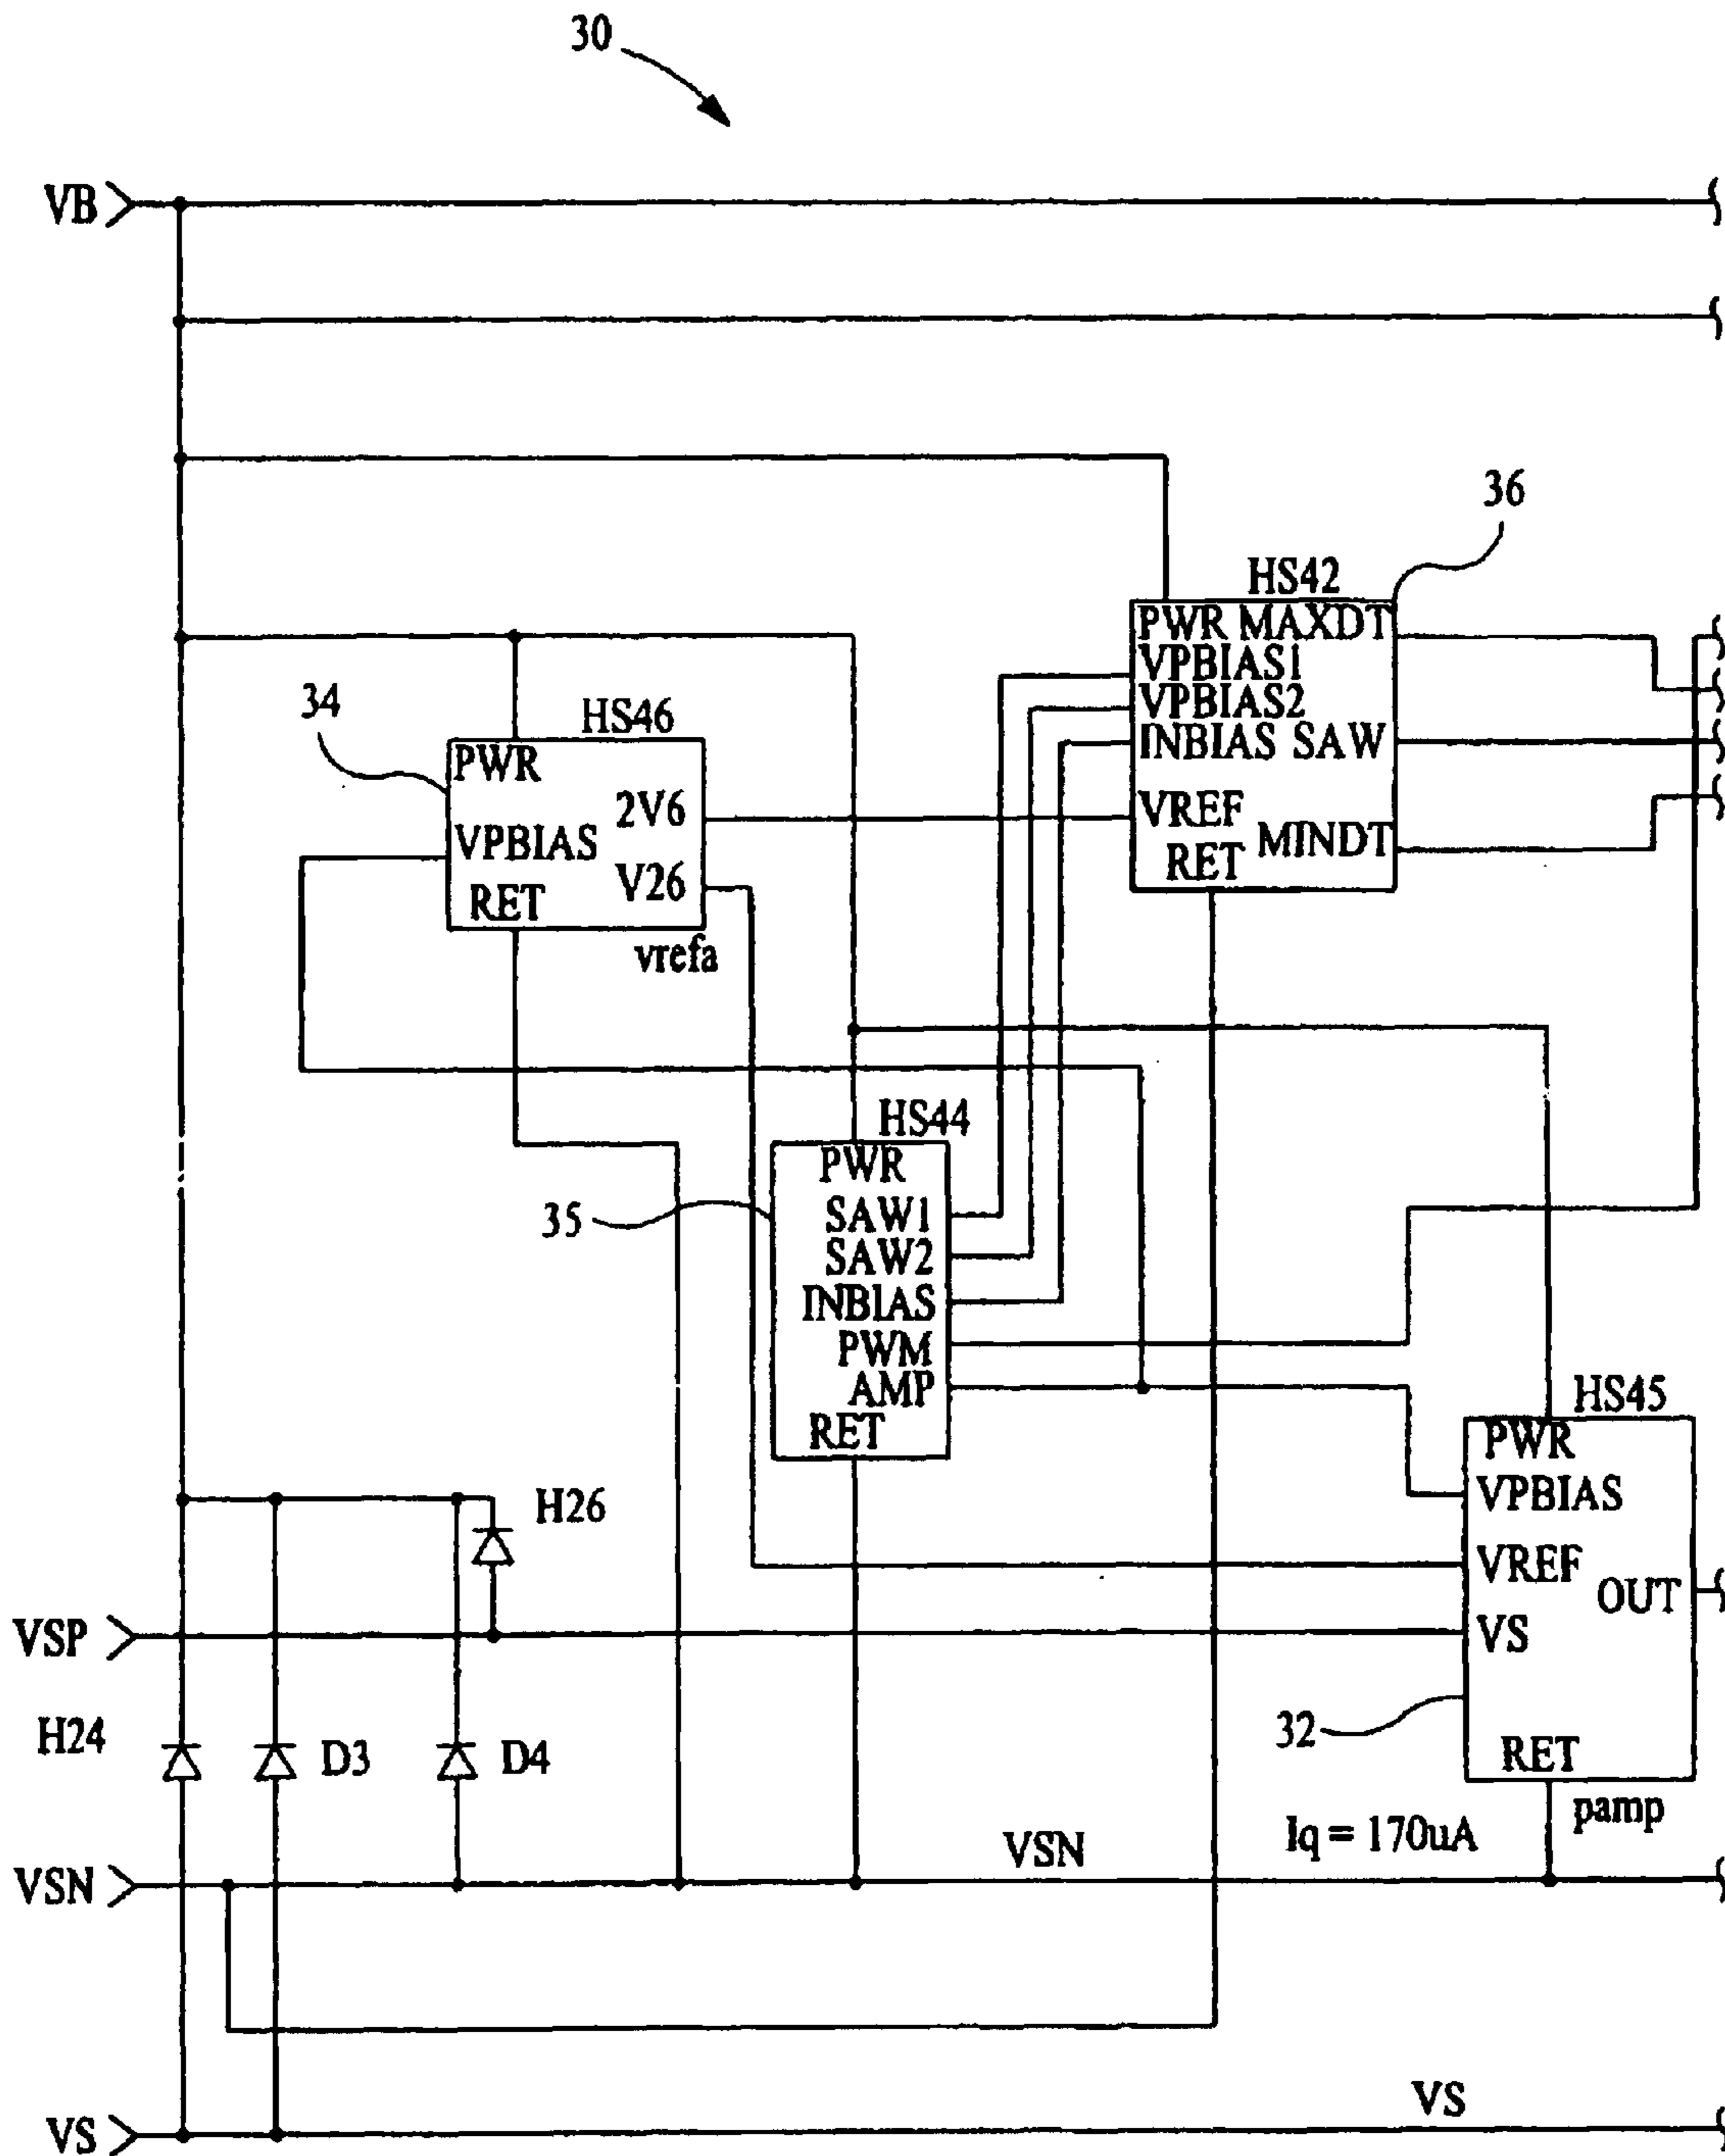 30
VB
36
HS42
PWR MAXDT
VPBIAS1
VPBIAS2
INBIAS SAW
VREF
MINDT
RET
34
HS46
PWR
2V6
VPBIAS
V26
RET
vrefa
HS44
PWR
35
SAW1
SAW2
INBIAS
PWM
AMP
RET
HS45
PWR
VPBIAS
VREF
OUT
VS
32
RET
pamp
Iq = 170uA
H26
VSP
H24
D3
D4
VSN
VSN
VS
VS